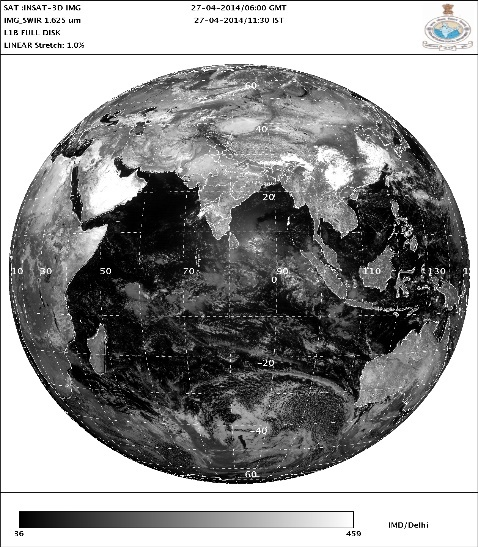 SAT :INSAT-3D IMG
27-04-2014/06:00 GMT
IMG_SWIR 1.625 um
27-04-2014/11:30 IST
L1B FULL DISK
LINEAR Stretch: 1.0%
60
40
20
10 30 50 70 90 110 130
0
-20
-40
60
36 459
IMD/Delhi